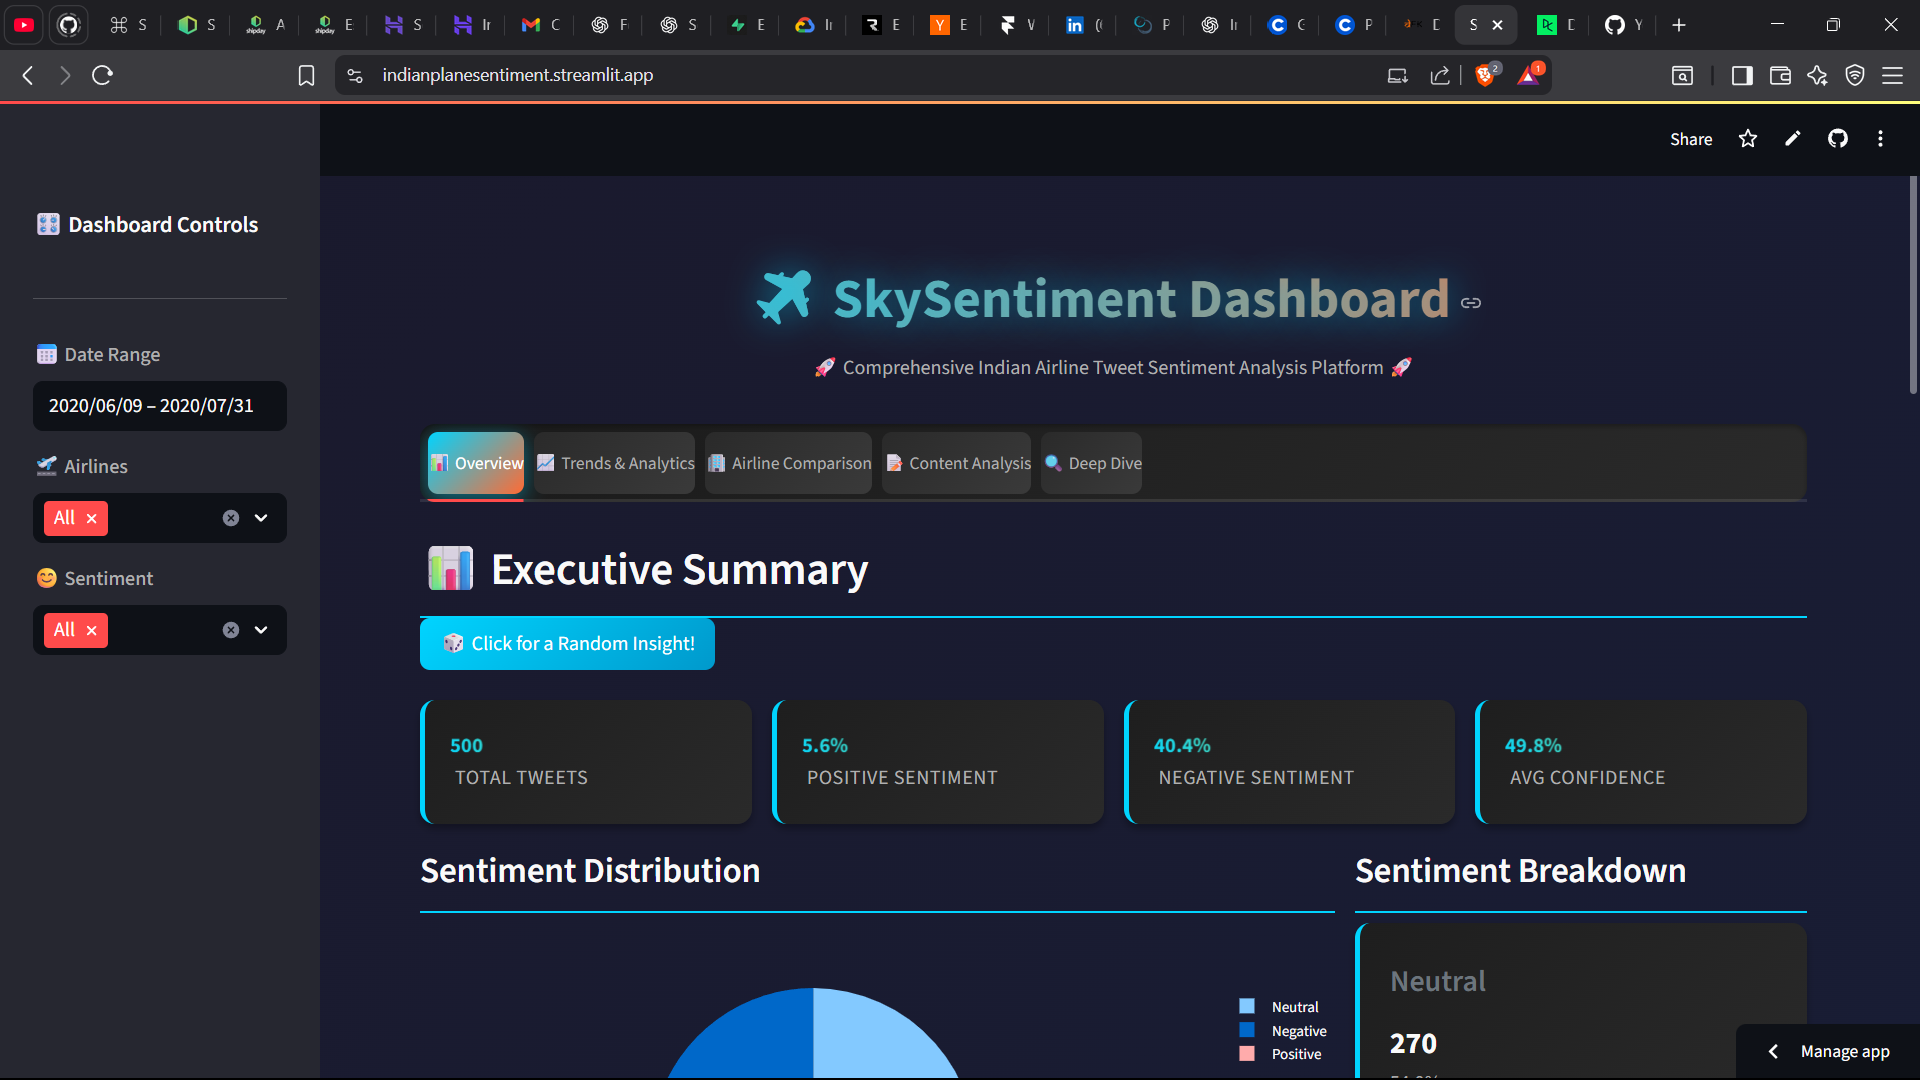 S
S
A
E
S
Ir
C
F
S
E
Ir
E
E
V
(
P
Ir
C
P
D
S
D
Y
indianplanesentiment.streamlit.app
2
1
Share
Dashboard Controls
Date Range
2020/06/09 – 2020/07/31
Airlines
All
Sentiment
All
SkySentiment Dashboard
Comprehensive Indian Airline Tweet Sentiment Analysis Platform
Overview
Trends & Analytics
Airline Comparison
Content Analysis
Deep Dive
Executive Summary
Click for a Random Insight!
500
TOTAL TWEETS
5.6%
POSITIVE SENTIMENT
40.4%
NEGATIVE SENTIMENT
49.8%
AVG CONFIDENCE
Sentiment Distribution
Neutral
Negative
Positive
Sentiment Breakdown
Neutral
270
Manage app